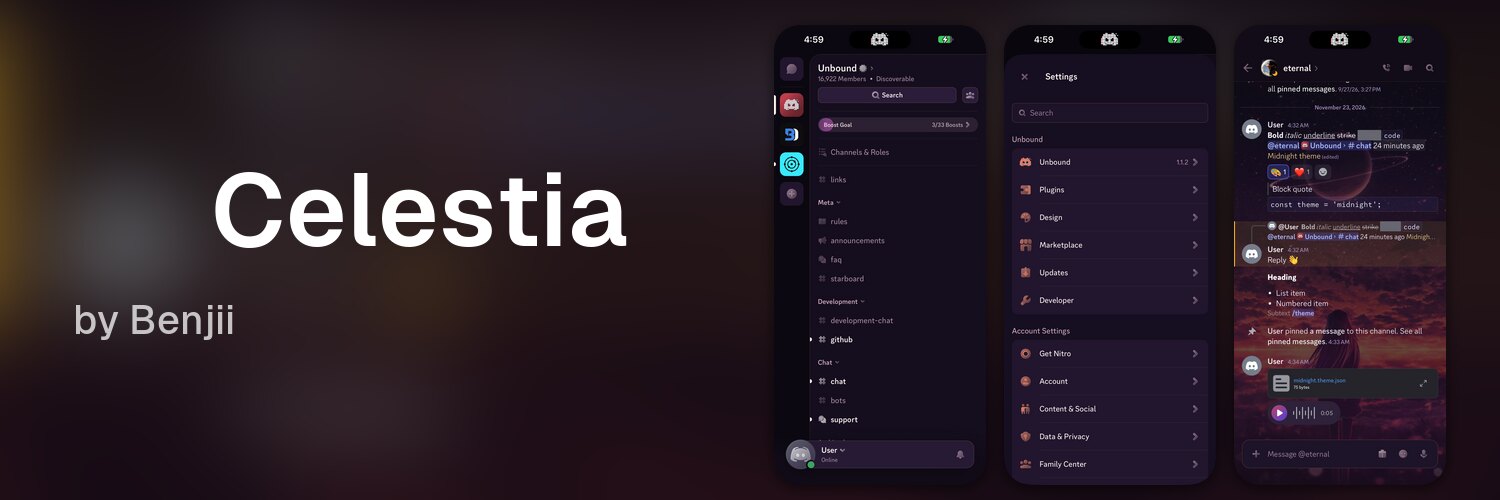 Celestia
by Benjii
4:59
Unbound
16,922 Members • Discoverable
Search
Boost Goal 3/33 Boosts
Channels & Roles
links
Meta
rules
announcements
faq
starboard
Development
development-chat
github
Chat
chat
bots
support
User
Online
4:59
Settings
Search
Unbound
Unbound 1.1.2
Plugins
Design
Marketplace
Updates
Developer
Account Settings
Get Nitro
Account
Content & Social
Data & Privacy
Family Center
4:59
eternal
all pinned messages. 9/27/26, 3:27 PM
November 23, 2026
User 4:32 AM
Bold italic underline strike code
@eternal Unbound › # chat 24 minutes ago
Midnight theme (edited)
1 1
Block quote
const theme = 'midnight';
@User Bold italic underline strike code
@eternal Unbound › # chat 24 minutes ago Midnigh...
User 4:32 AM
Reply 👋
Heading
• List item
• Numbered item
Subtext /theme
User pinned a message to this channel. See all
pinned messages. 4:33 AM
User 4:34 AM
midnight.theme.json
75 bytes
0:05
Message @eternal